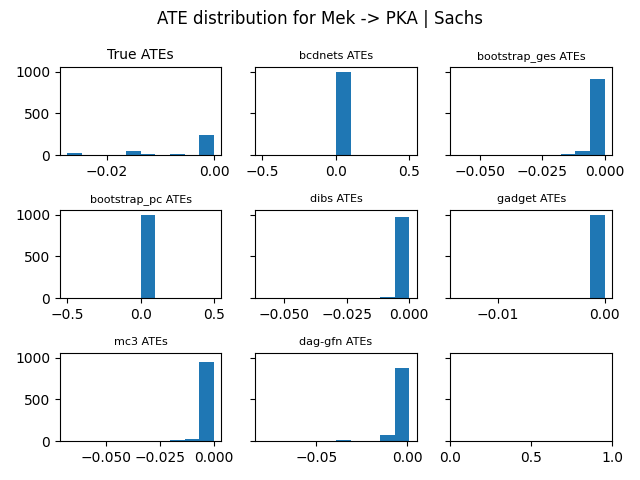 ATE distribution for Mek -> PKA | Sachs
True ATEs
bcdnets ATEs
bootstrap_ges ATEs
1000
500
0
−0.02 0.00
−0.5 0.0 0.5
−0.050 −0.025 0.000
bootstrap_pc ATEs
dibs ATEs
gadget ATEs
1000
500
0
−0.5 0.0 0.5
−0.050 −0.025 0.000
−0.01 0.00
mc3 ATEs
dag-gfn ATEs
1000
500
0
−0.050 −0.025 0.000
−0.05 0.00
0.0 0.5 1.0